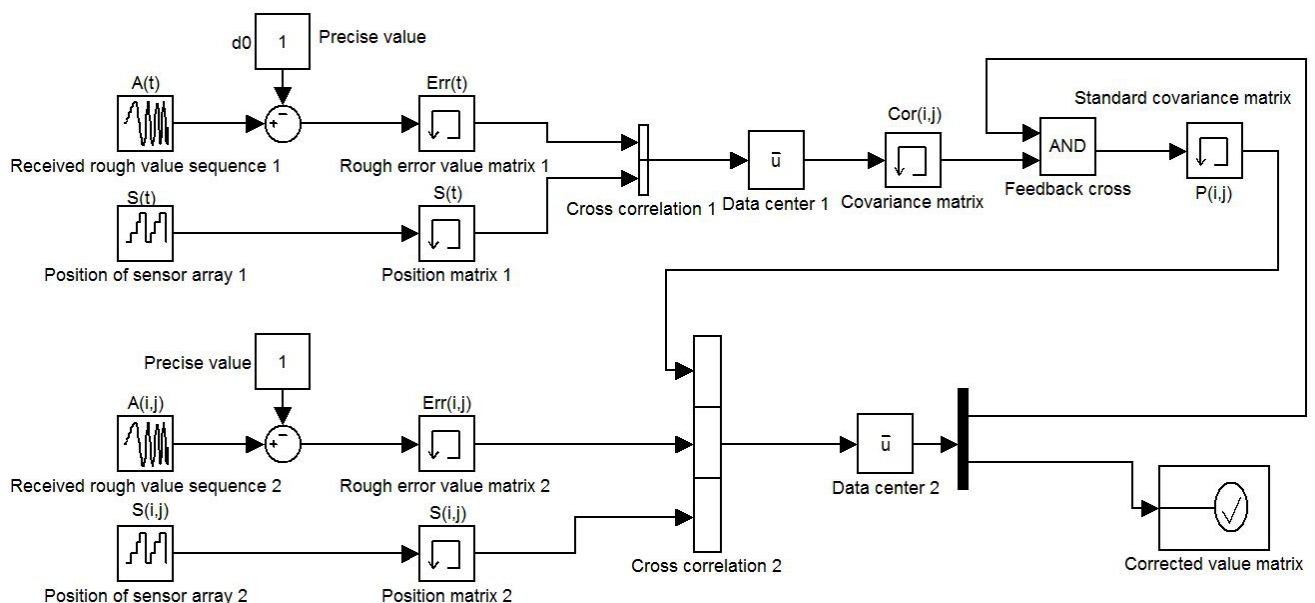 d0
1
Precise value
A(t)
+ −
Err(t)
Received rough value sequence 1
Rough error value matrix 1
S(t)
S(t)
Position of sensor array 1
Position matrix 1
Cross correlation 1
u̅
Data center 1
Cor(i,j)
Covariance matrix
AND
Feedback cross
Standard covariance matrix
P(i,j)
Precise value
1
A(i,j)
+ −
Err(i,j)
Received rough value sequence 2
Rough error value matrix 2
S(i,j)
S(i,j)
Position of sensor array 2
Position matrix 2
Cross correlation 2
u̅
Data center 2
Corrected value matrix